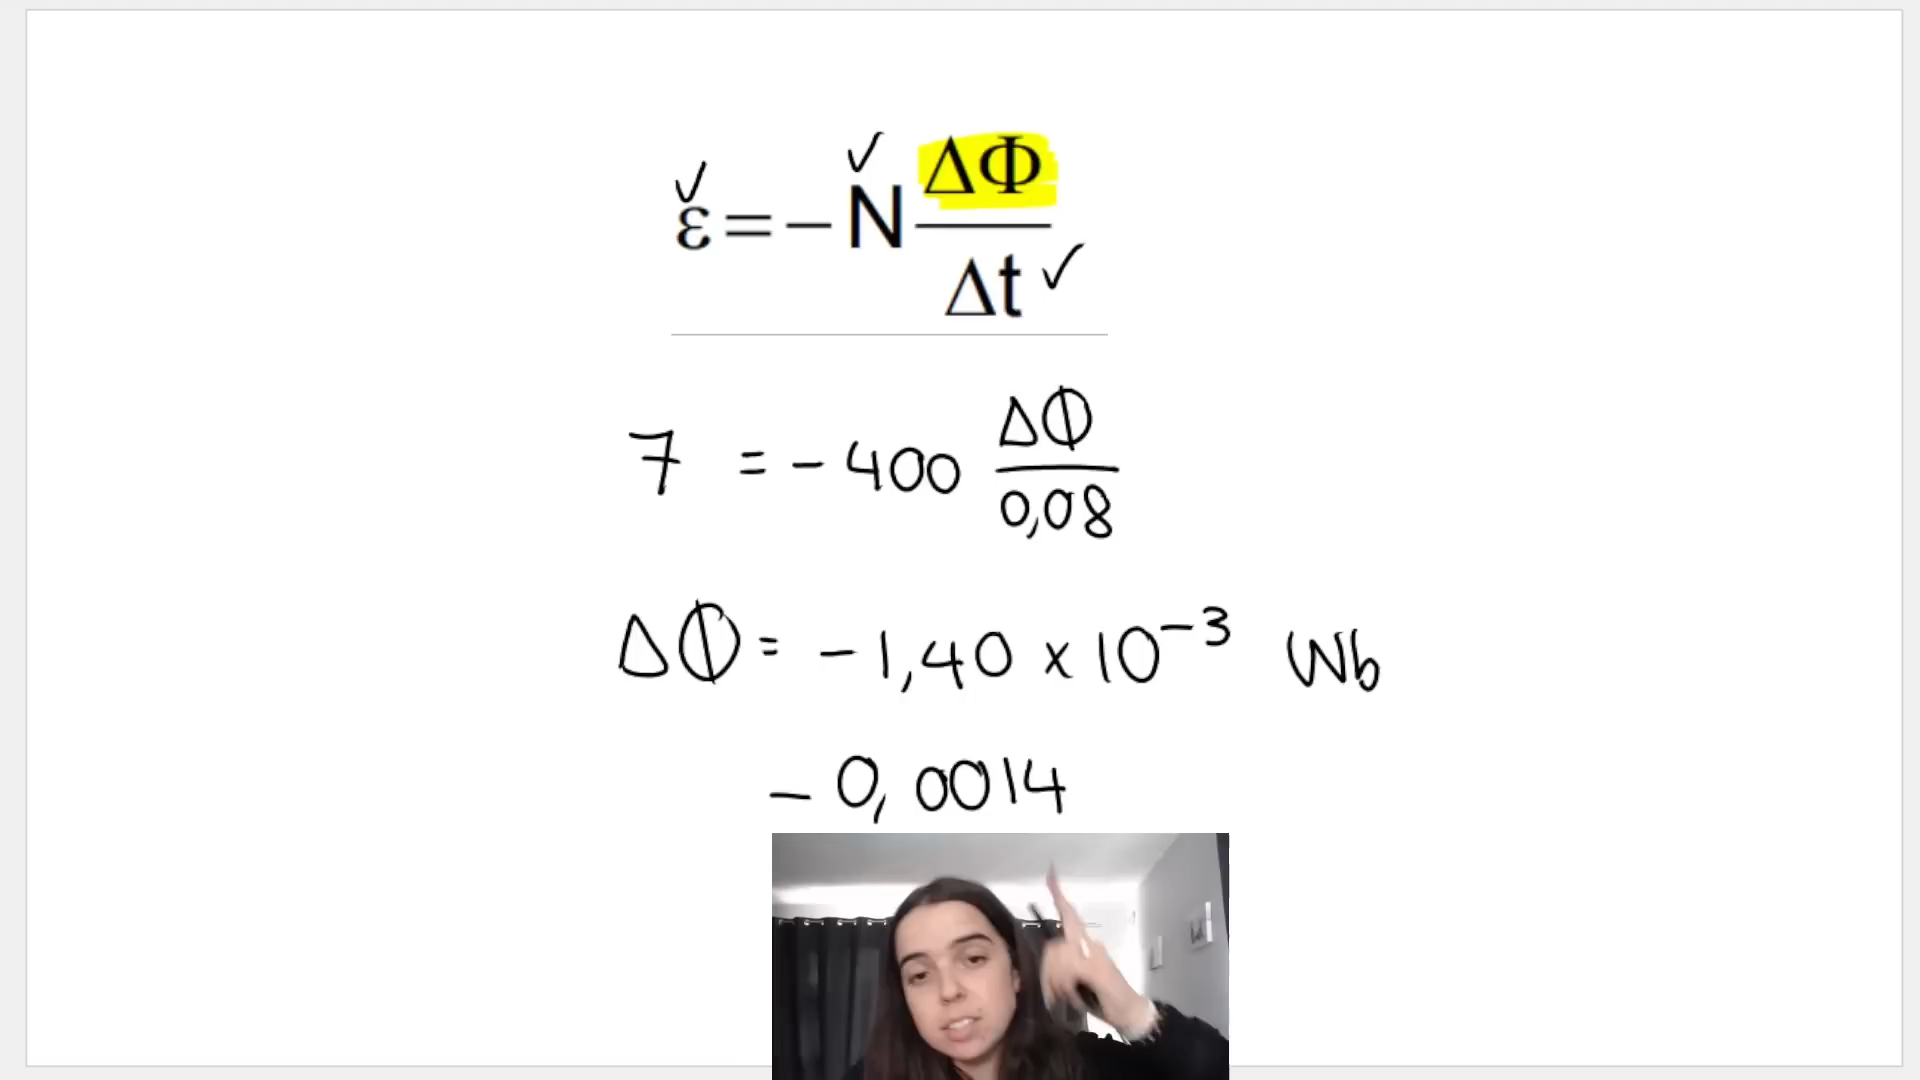 ε = − N ΔΦ / Δt
7 = − 400 ΔΦ / 0,08
ΔΦ = − 1,40 x 10⁻³ Wb
− 0,0014